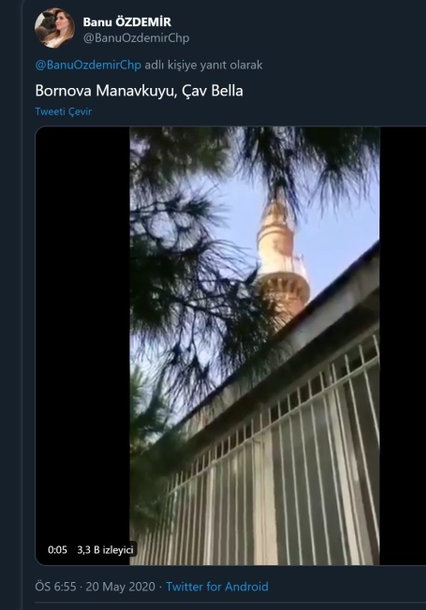 Banu ÖZDEMİR
@BanuOzdemirChp
@BanuOzdemirChp adlı kişiye yanıt olarak
Bornova Manavkuyu, Çav Bella
Tweeti Çevir
0:05 3,3 B izleyici
ÖS 6:55 · 20 May 2020 · Twitter for Android